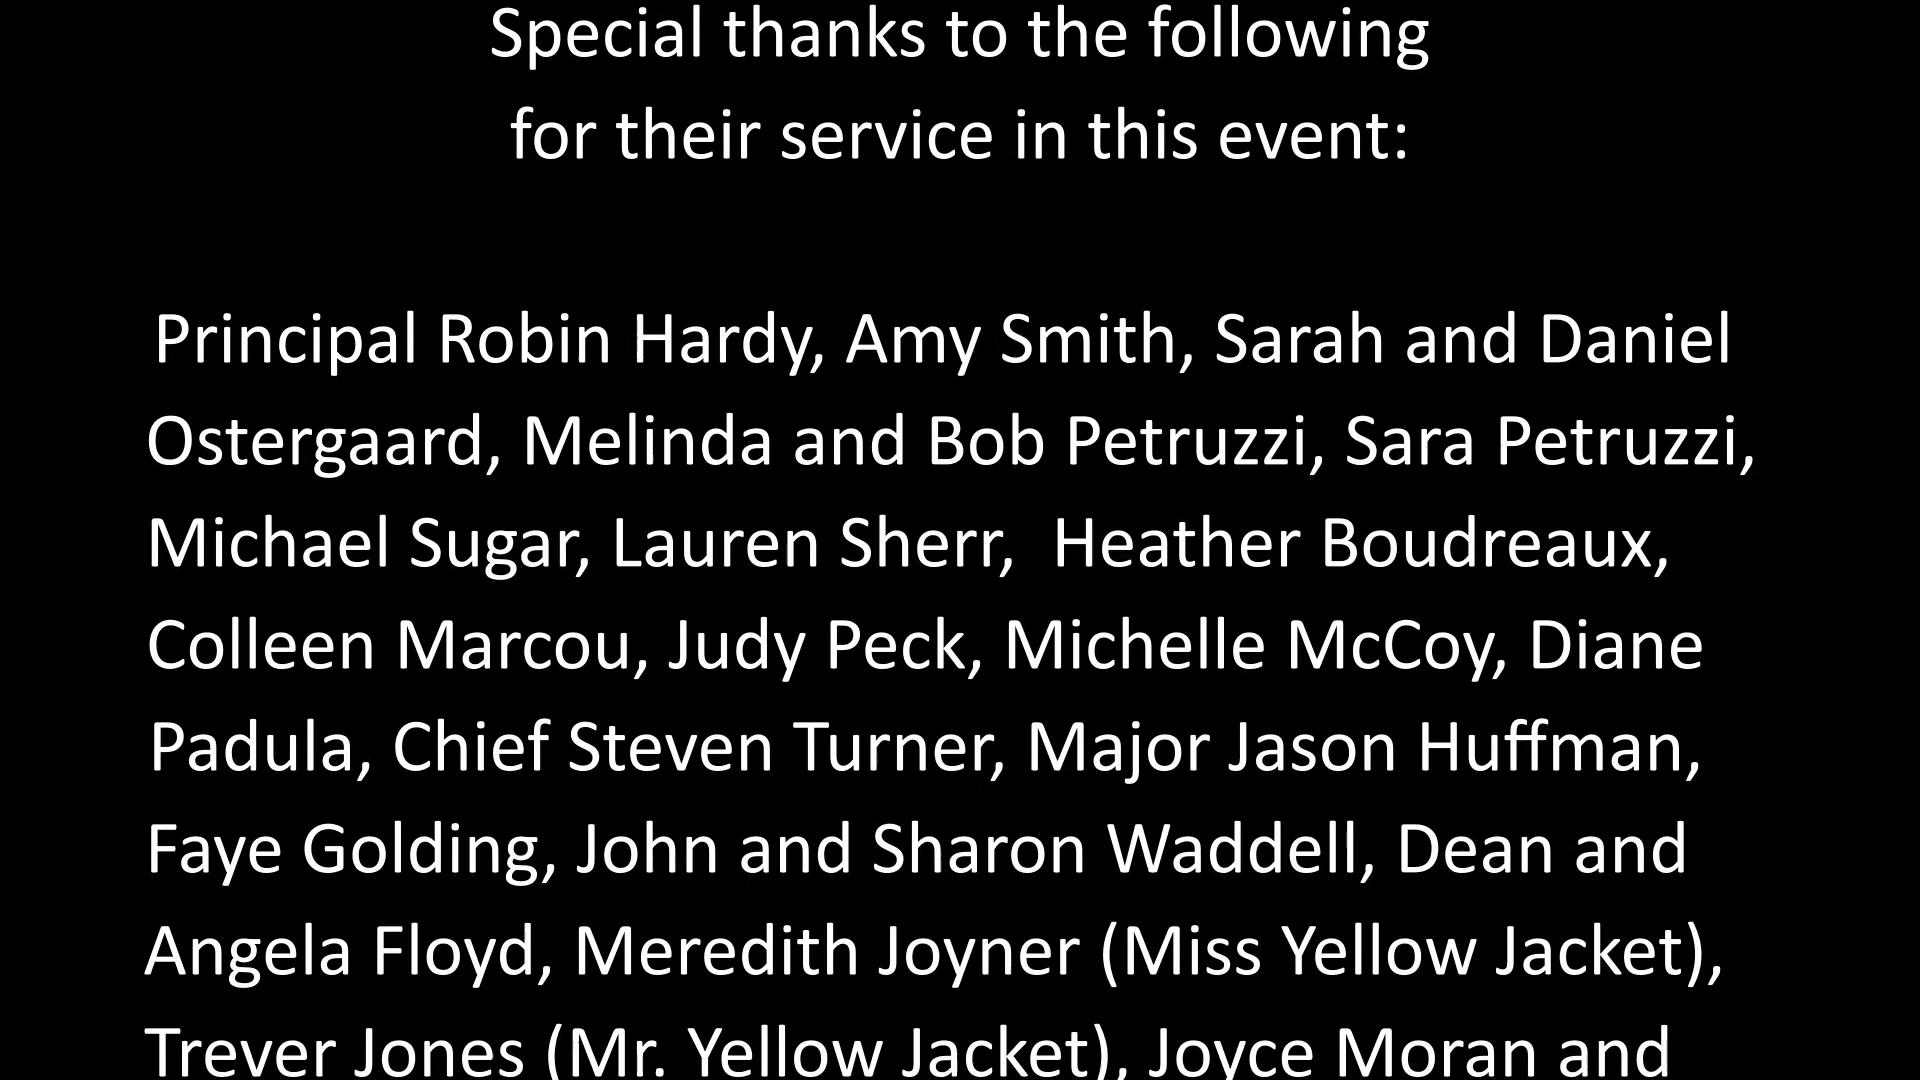 Special thanks to the following
for their service in this event:
Principal Robin Hardy, Amy Smith, Sarah and Daniel
Ostergaard, Melinda and Bob Petruzzi, Sara Petruzzi,
Michael Sugar, Lauren Sherr,  Heather Boudreaux,
Colleen Marcou, Judy Peck, Michelle McCoy, Diane
Padula, Chief Steven Turner, Major Jason Huffman,
Faye Golding, John and Sharon Waddell, Dean and
Angela Floyd, Meredith Joyner (Miss Yellow Jacket),
Trever Jones (Mr. Yellow Jacket), Joyce Moran and